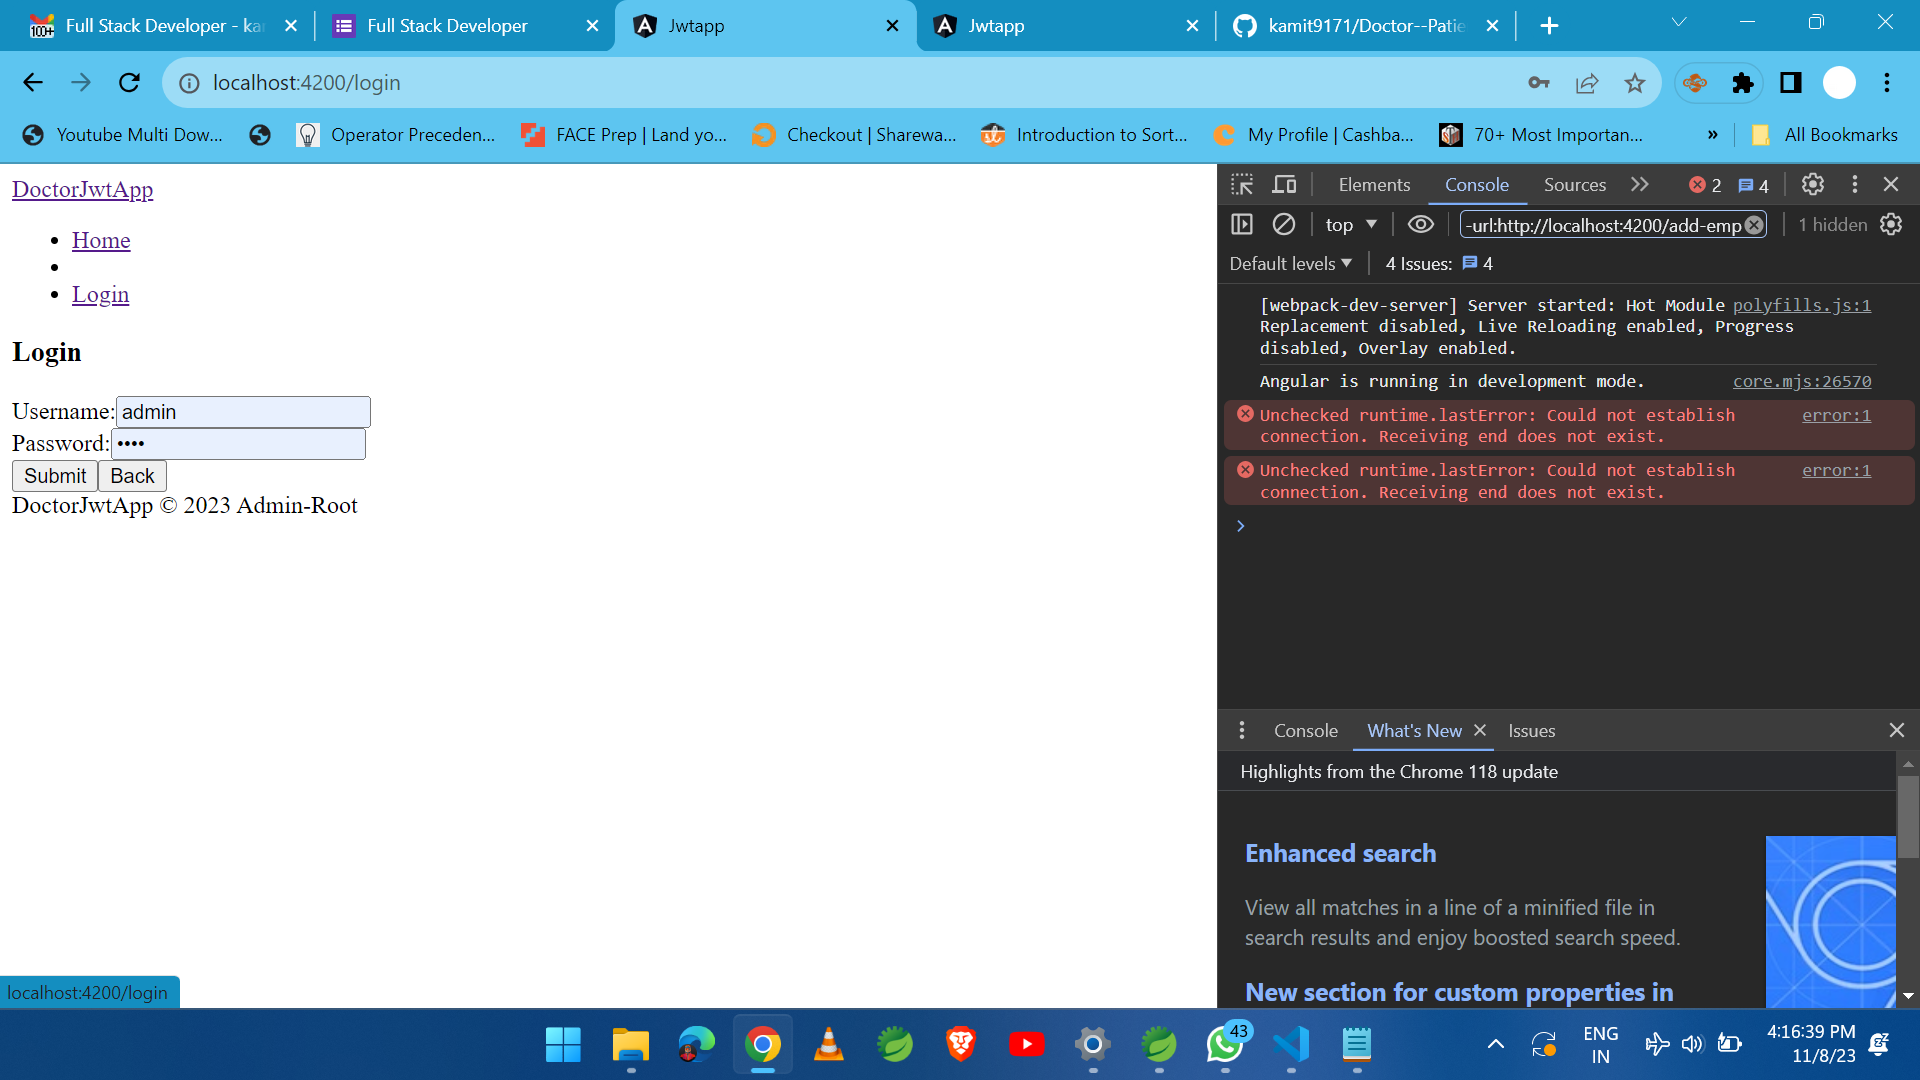 Full Stack Developer - ka
Full Stack Developer
Jwtapp
Jwtapp
kamit9171/Doctor--Patie
localhost:4200/login
Youtube Multi Dow...
Operator Preceden...
FACE Prep | Land yo...
Checkout | Sharewa...
Introduction to Sort...
My Profile | Cashba...
70+ Most Importan...
»
All Bookmarks
DoctorJwtApp
Home
Login
Login
Username: admin
Password: ••••
Submit Back
DoctorJwtApp © 2023 Admin-Root
localhost:4200/login
Elements Console Sources 2 4
top -url:http://localhost:4200/add-emp 1 hidden
Default levels 4 Issues: 4
[webpack-dev-server] Server started: Hot Module polyfills.js:1
Replacement disabled, Live Reloading enabled, Progress
disabled, Overlay enabled.
Angular is running in development mode. core.mjs:26570
Unchecked runtime.lastError: Could not establish error:1
connection. Receiving end does not exist.
Unchecked runtime.lastError: Could not establish error:1
connection. Receiving end does not exist.
Console What's New Issues
Highlights from the Chrome 118 update
Enhanced search
View all matches in a line of a minified file in
search results and enjoy boosted search speed.
New section for custom properties in
100+
43
ENG
IN
4:16:39 PM
11/8/23